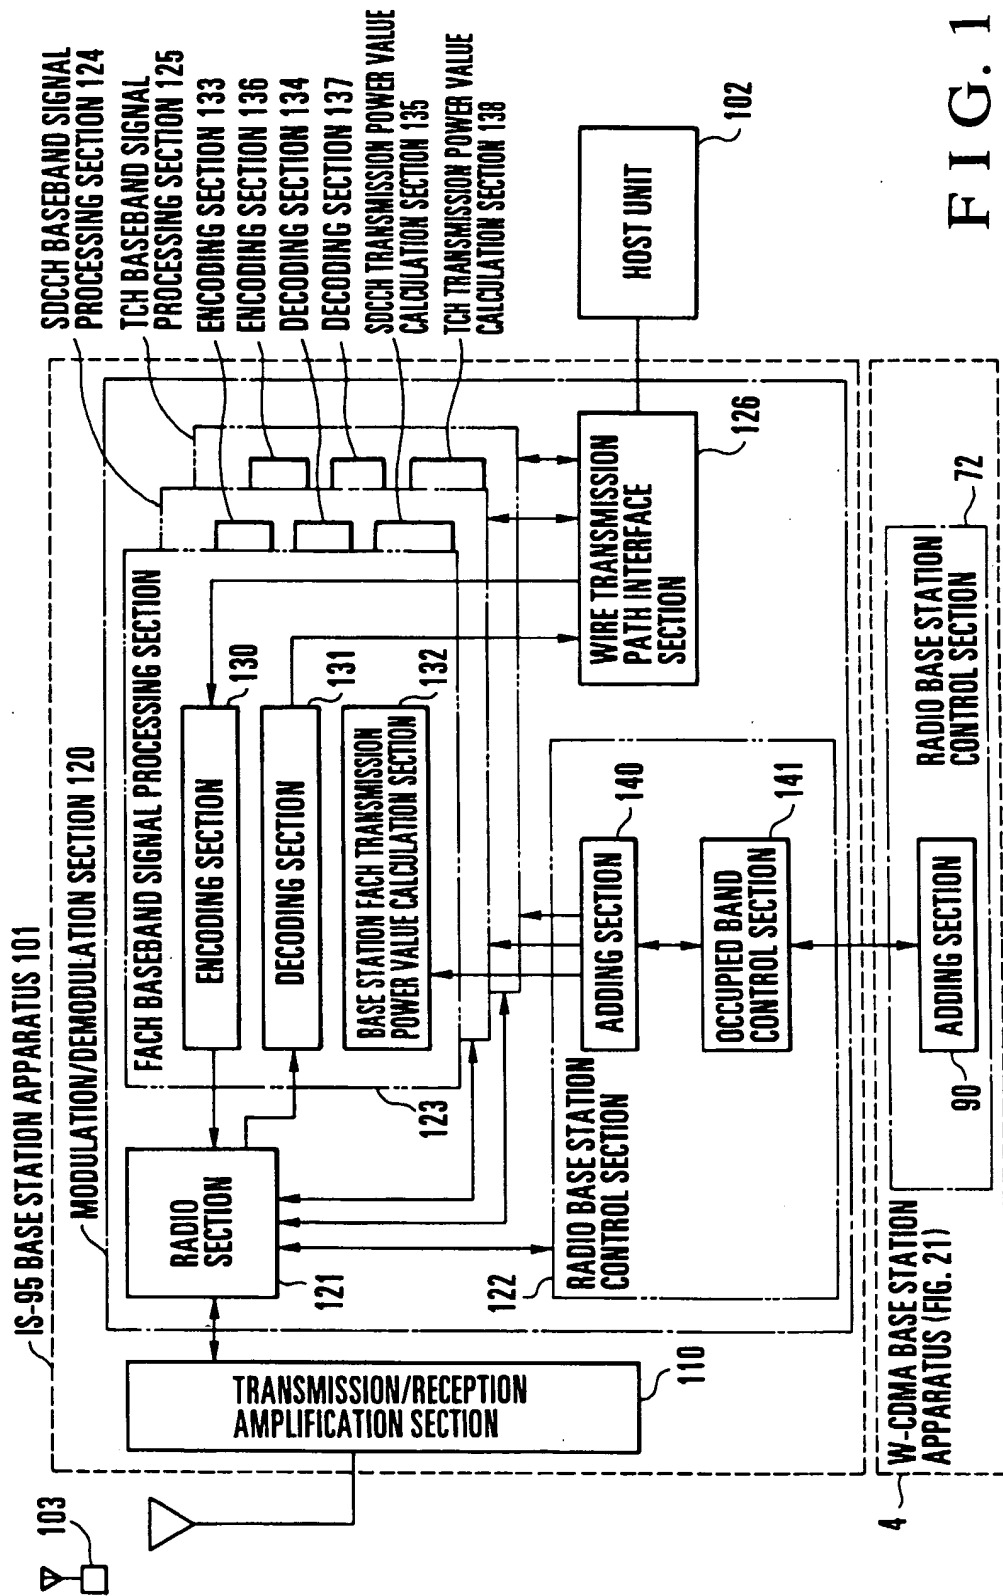 FIG. 1
IS-95 BASE STATION APPARATUS 101
MODULATION/DEMODULATION SECTION 120
SDCCH BASEBAND SIGNAL
PROCESSING SECTION 124
TCH BASEBAND SIGNAL
PROCESSING SECTION 125
ENCODING SECTION 133
ENCODING SECTION 136
DECODING SECTION 134
DECODING SECTION 137
SDCCH TRANSMISSION POWER VALUE
CALCULATION SECTION 135
TCH TRANSMISSION POWER VALUE
CALCULATION SECTION 138
103
TRANSMISSION/RECEPTION
AMPLIFICATION SECTION
110
RADIO
SECTION
121
FACH BASEBAND SIGNAL PROCESSING SECTION
123
ENCODING SECTION
130
DECODING SECTION
131
BASE STATION FACH TRANSMISSION
POWER VALUE CALCULATION SECTION
132
WIRE TRANSMISSION
PATH INTERFACE
SECTION
126
HOST UNIT
102
122
RADIO BASE STATION
CONTROL SECTION
ADDING SECTION
140
OCCUPIED BAND
CONTROL SECTION
141
4
W-CDMA BASE STATION
APPARATUS (FIG. 21)
90
ADDING SECTION
RADIO BASE STATION
CONTROL SECTION
72